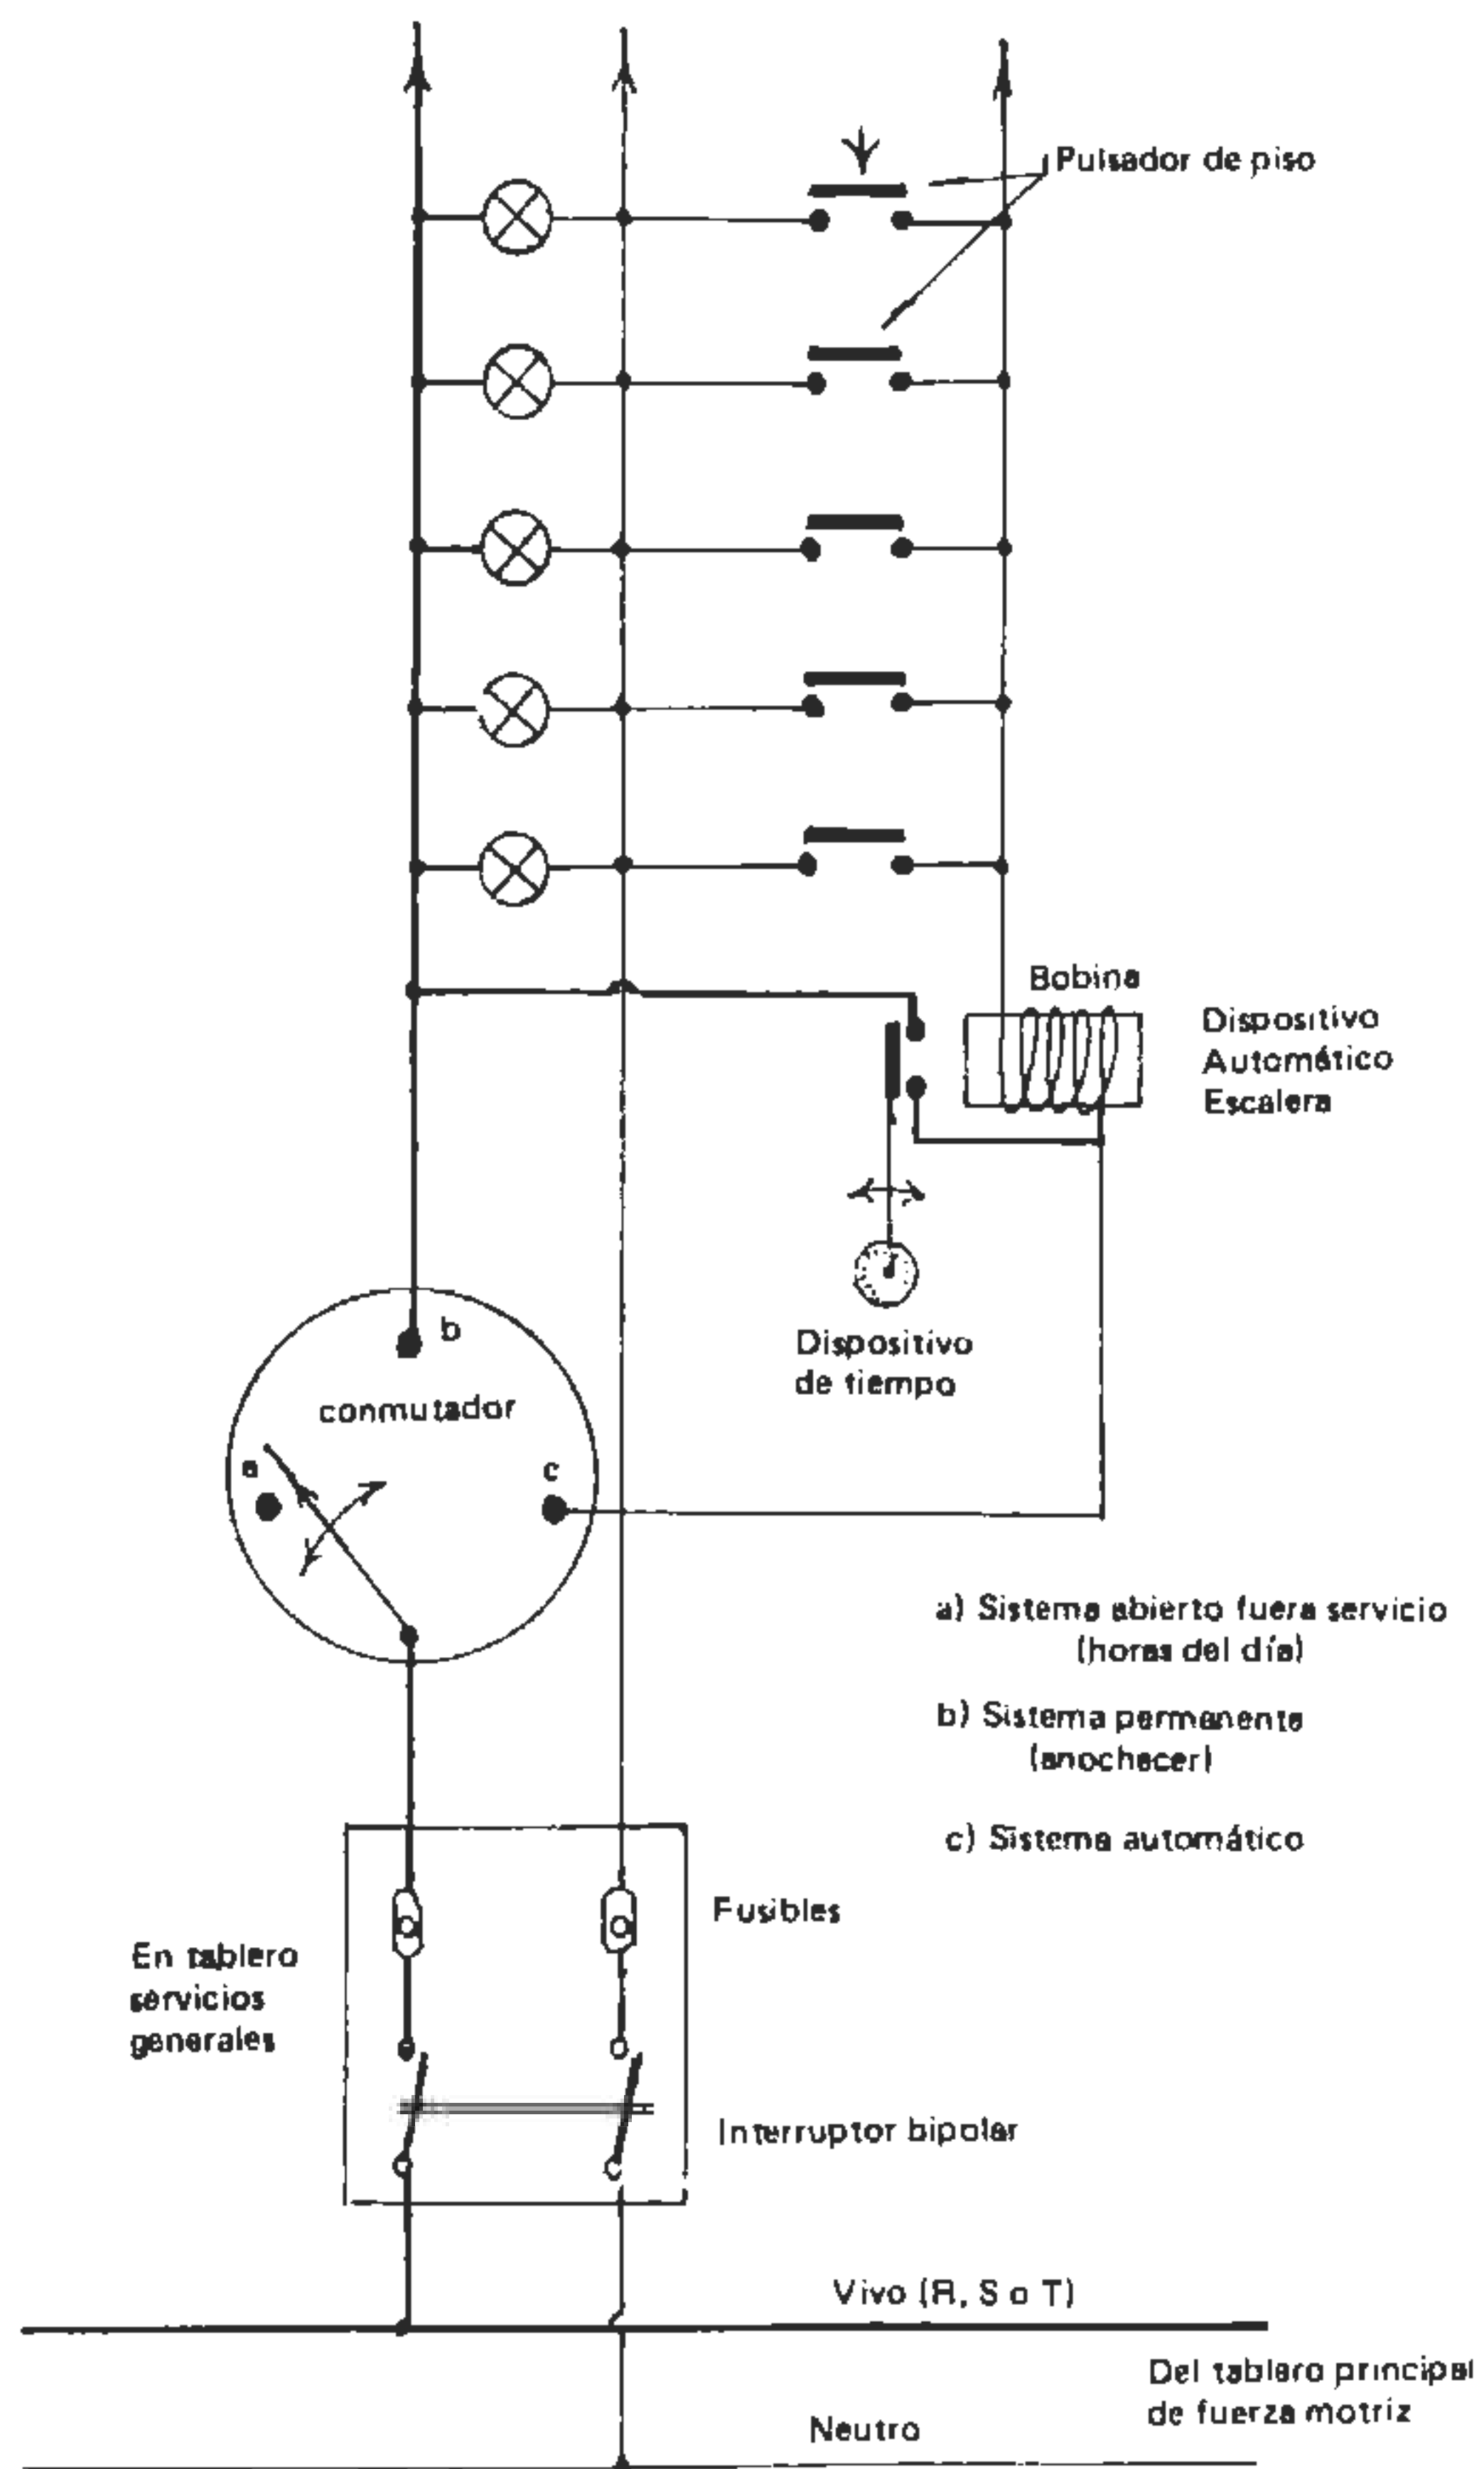 Pulsador de piso
Bobina
Dispositivo
Automático
Escalera
Dispositivo
de tiempo
b
conmutador
a
c
a) Sistema abierto fuera servicio
(horas del día)
b) Sistema permanente
(anochecer)
c) Sistema automático
Fusibles
En tablero
servicios
generales
Interruptor bipolar
Vivo (R, S o T)
Del tablero principal
de fuerza motriz
Neutro